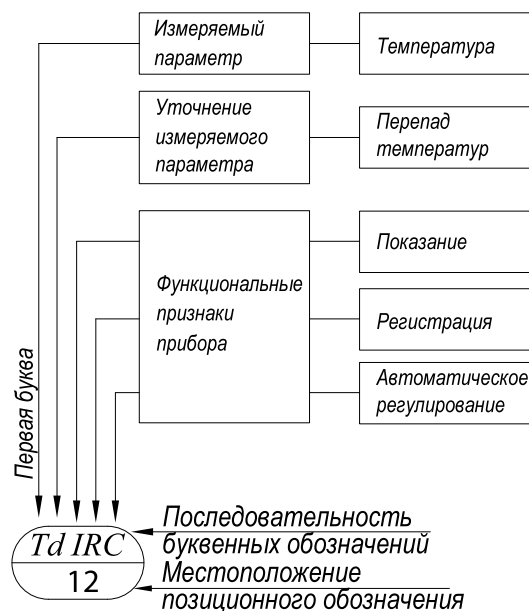 Измеряемый
параметр
Температура
Уточнение
измеряемого
параметра
Перепад
температур
Функциональные
признаки
прибора
Показание
Регистрация
Автоматическое
регулирование
Первая буква
Td IRC
12
Последовательность
буквенных обозначений
Местоположение
позиционного обозначения